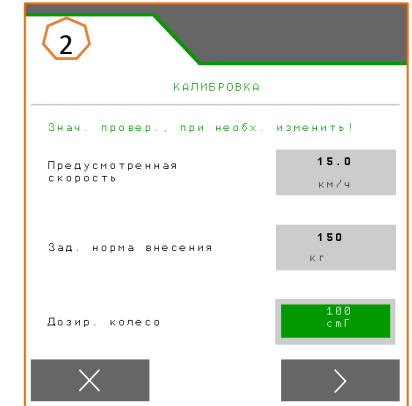 2
КАЛИБРОВКА
Знач. провер., при необх. изменить!
Предусмотренная
скорость
15.0
км/ч
Зад. норма внесения
150
кг
Дозир. колесо
100
cmГ